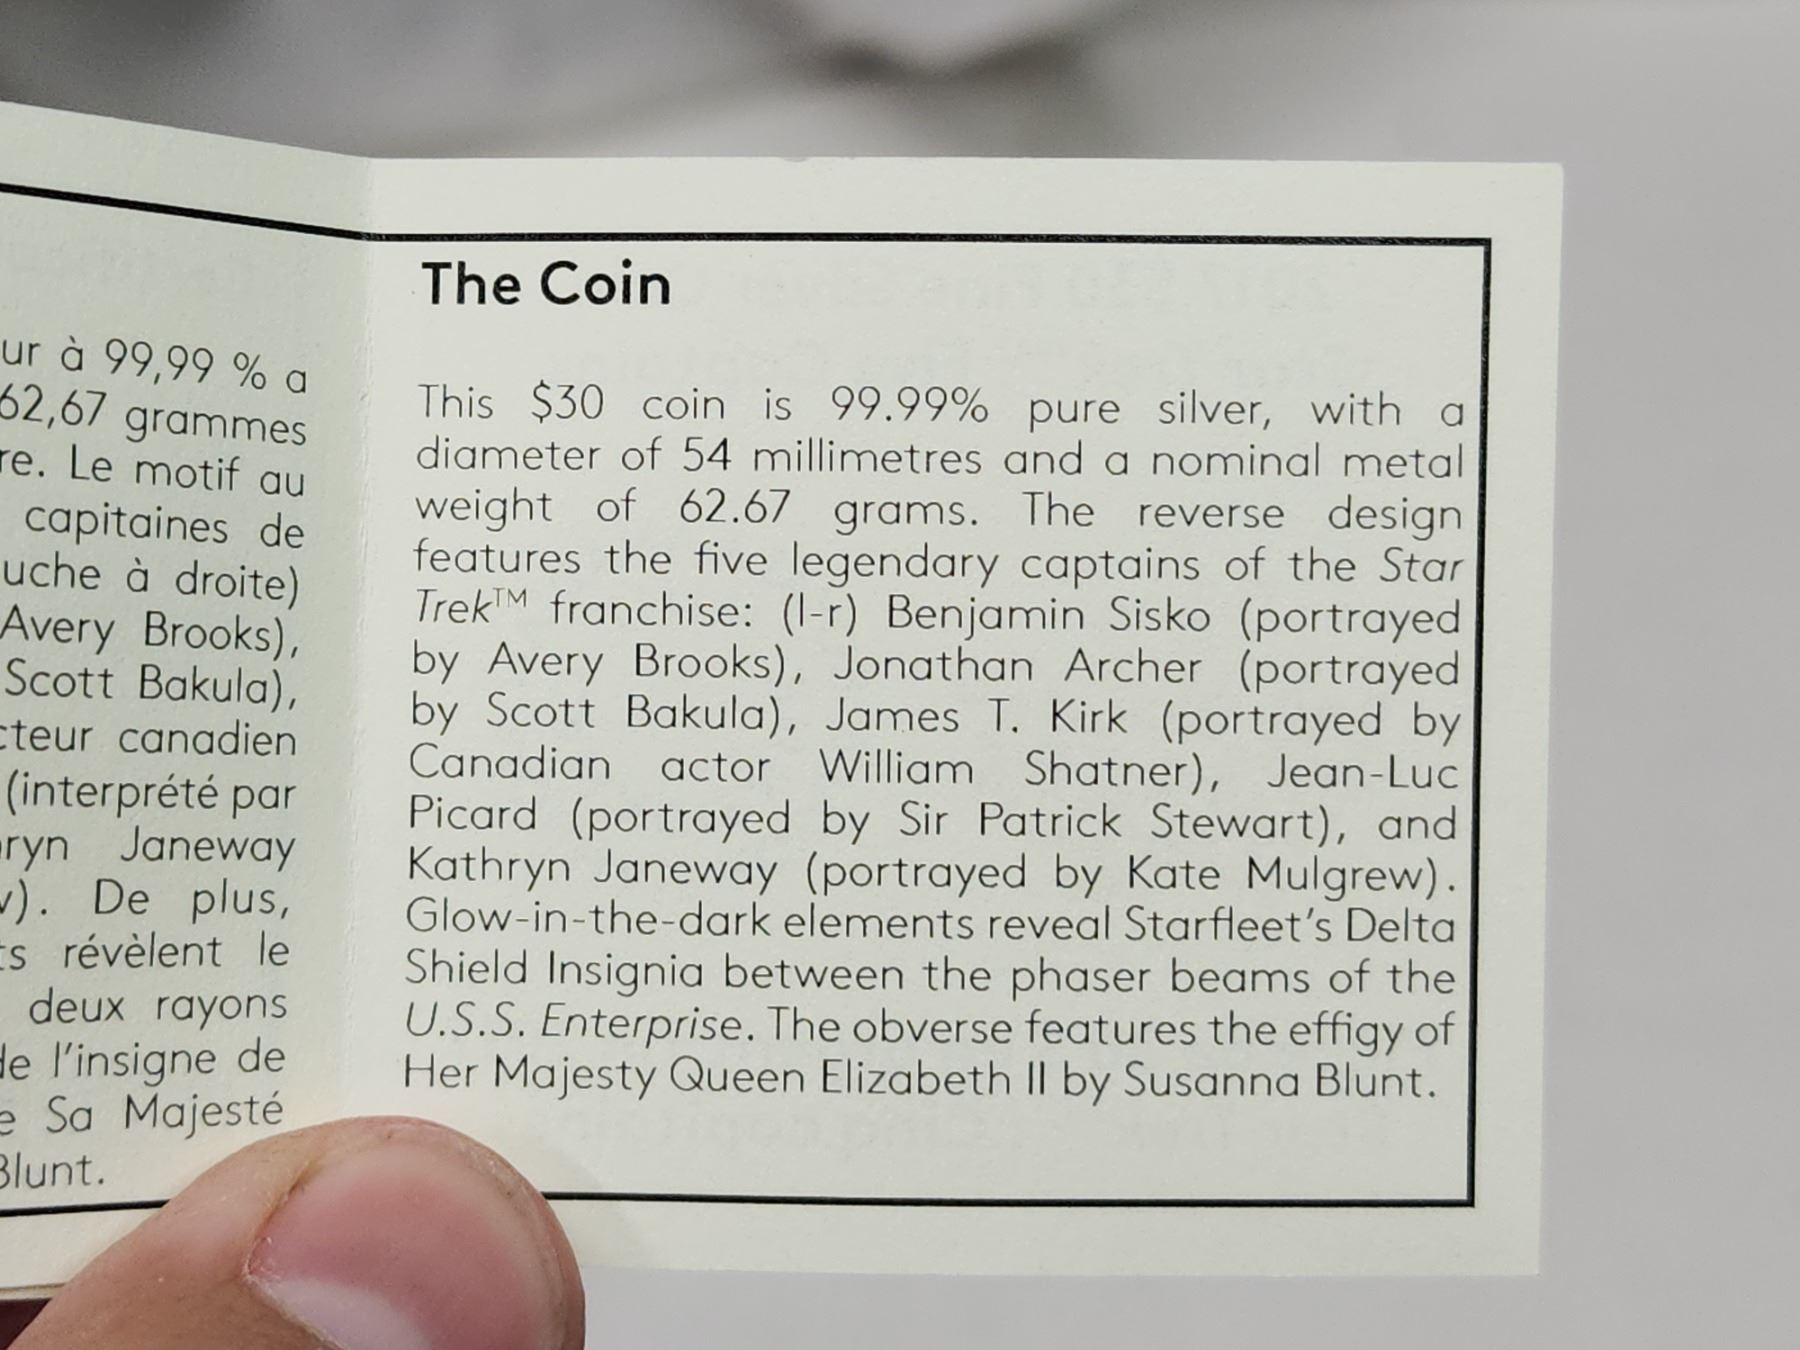 ur à 99,99 % a
62,67 grammes
re. Le motif au
capitaines de
uche à droite)
Avery Brooks),
Scott Bakula),
cteur canadien
(interprété par
ryn Janeway
w). De plus,
ts révèlent le
deux rayons
de l'insigne de
e Sa Majesté
Blunt.
The Coin
This $30 coin is 99.99% pure silver, with a
diameter of 54 millimetres and a nominal metal
weight of 62.67 grams. The reverse design
features the five legendary captains of the Star
Trek™ franchise: (l-r) Benjamin Sisko (portrayed
by Avery Brooks), Jonathan Archer (portrayed
by Scott Bakula), James T. Kirk (portrayed by
Canadian actor William Shatner), Jean-Luc
Picard (portrayed by Sir Patrick Stewart), and
Kathryn Janeway (portrayed by Kate Mulgrew).
Glow-in-the-dark elements reveal Starfleet's Delta
Shield Insignia between the phaser beams of the
U.S.S. Enterprise. The obverse features the effigy of
Her Majesty Queen Elizabeth II by Susanna Blunt.